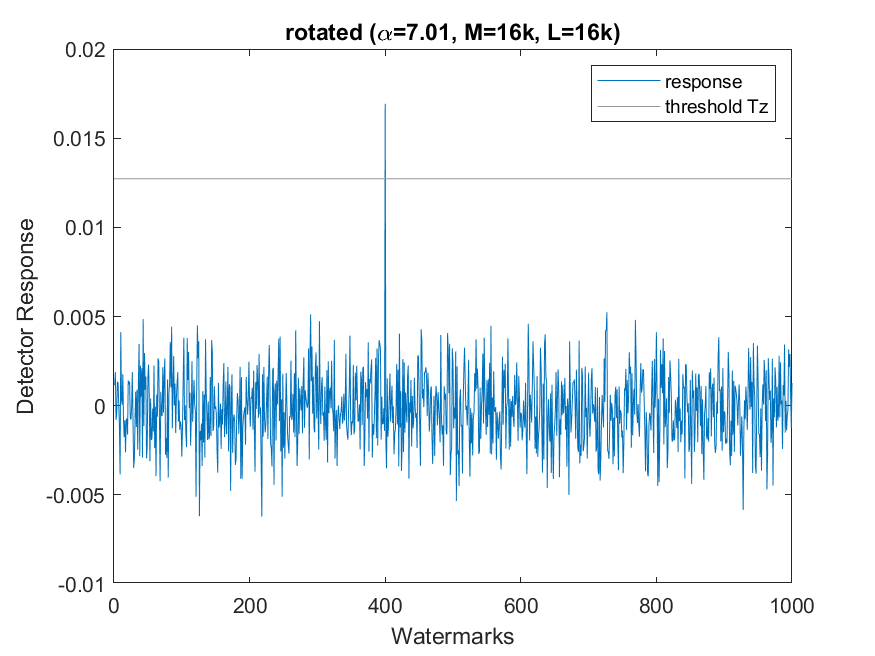 rotated (α=7.01, M=16k, L=16k)
0.02
0.015
0.01
0.005
0
-0.005
-0.01
Detector Response
response
threshold Tz
0 200 400 600 800 1000
Watermarks